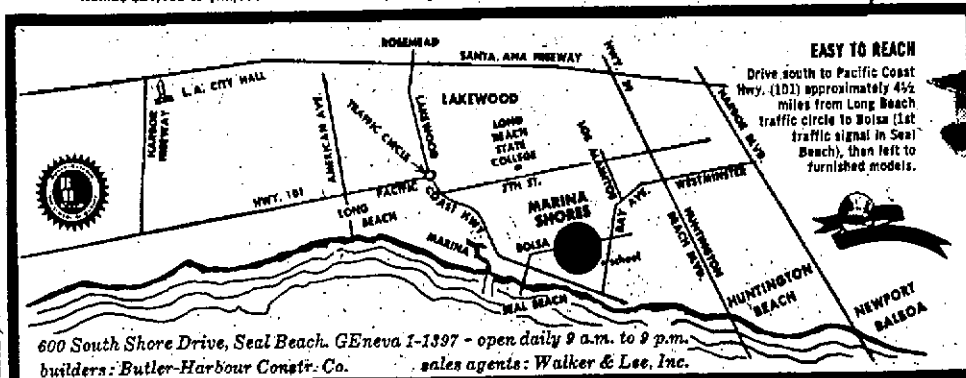 ROSEMEAD
SANTA ANA FREEWAY
HWY. 39
HARBOR BLVD.
EASY TO REACH
Drive south to Pacific Coast
Hwy. (101) approximately 4½
miles from Long Beach
traffic circle to Bolsa (1st
traffic signal in Seal
Beach), then left to
furnished models.
L.A. CITY HALL
HARBOR
FREEWAY
AMERICAN AVE.
TRAFFIC CIRCLE
LAKEWOOD
LAKEWOOD
LONG
BEACH
STATE
COLLEGE
LOS ALAMITOS
7TH ST.
WESTMINSTER
HWY. 101
PACIFIC
COAST HWY.
LONG
BEACH
MARINA
SHORES
BAY AVE.
MARINA
BOLSA
school
HUNTINGTON
BEACH BLVD.
SEAL BEACH
HUNTINGTON
BEACH
NEWPORT
BALBOA
600 South Shore Drive, Seal Beach. GEneva 1-1397 - open daily 9 a.m. to 9 p.m.
builders: Butler-Harbour Constr. Co. sales agents: Walker & Lee, Inc.